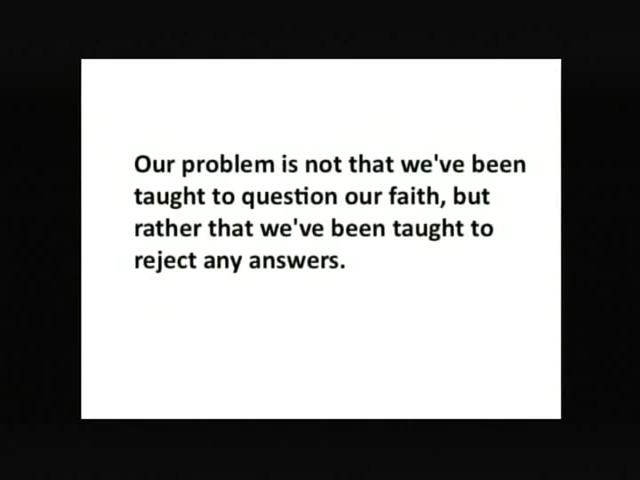 Our problem is not that we've been
taught to question our faith, but
rather that we've been taught to
reject any answers.